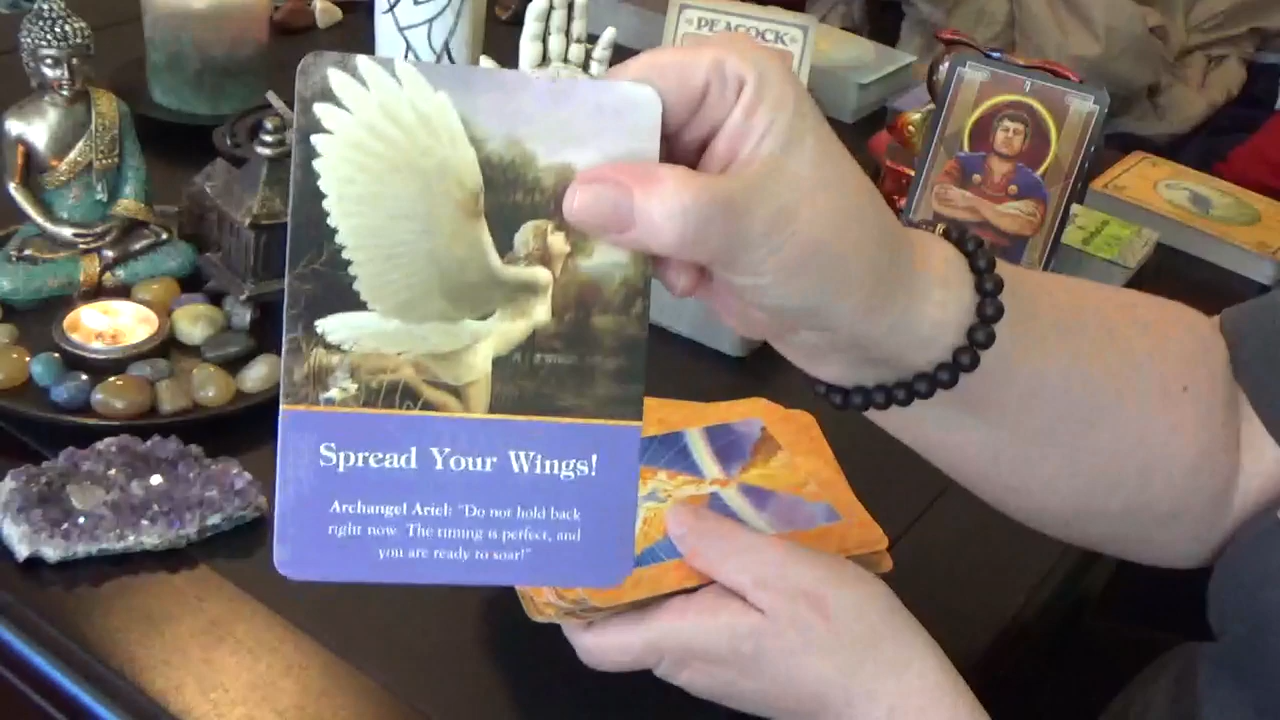 PEACOCK
Spread Your Wings!
Archangel Ariel: "Do not hold back
right now. The timing is perfect, and
you are ready to soar!"